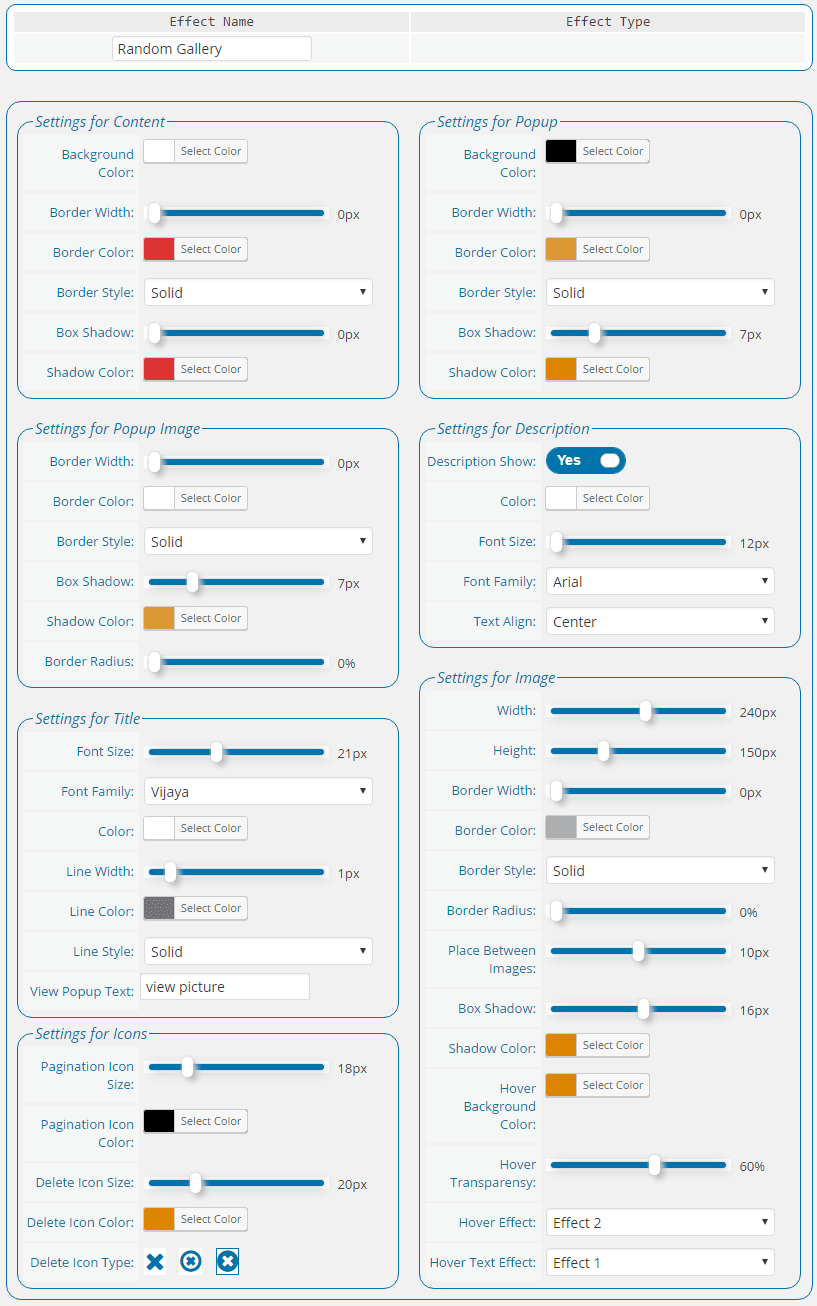 Effect Name
Effect Type
Random Gallery
Settings for Content
Background
Color:
Select Color
Border Width:
0px
Border Color:
Select Color
Border Style:
Solid
Box Shadow:
0px
Shadow Color:
Select Color
Settings for Popup
Background
Color:
Select Color
Border Width:
0px
Border Color:
Select Color
Border Style:
Solid
Box Shadow:
7px
Shadow Color:
Select Color
Settings for Popup Image
Border Width:
0px
Border Color:
Select Color
Border Style:
Solid
Box Shadow:
7px
Shadow Color:
Select Color
Border Radius:
0%
Settings for Description
Description Show:
Yes
Color:
Select Color
Font Size:
12px
Font Family:
Arial
Text Align:
Center
Settings for Title
Font Size:
21px
Font Family:
Vijaya
Color:
Select Color
Line Width:
1px
Line Color:
Select Color
Line Style:
Solid
View Popup Text:
view picture
Settings for Image
Width:
240px
Height:
150px
Border Width:
0px
Border Color:
Select Color
Border Style:
Solid
Border Radius:
0%
Place Between
Images:
10px
Box Shadow:
16px
Shadow Color:
Select Color
Hover
Background
Color:
Select Color
Hover
Transparensy:
60%
Hover Effect:
Effect 2
Hover Text Effect:
Effect 1
Settings for Icons
Pagination Icon
Size:
18px
Pagination Icon
Color:
Select Color
Delete Icon Size:
20px
Delete Icon Color:
Select Color
Delete Icon Type: